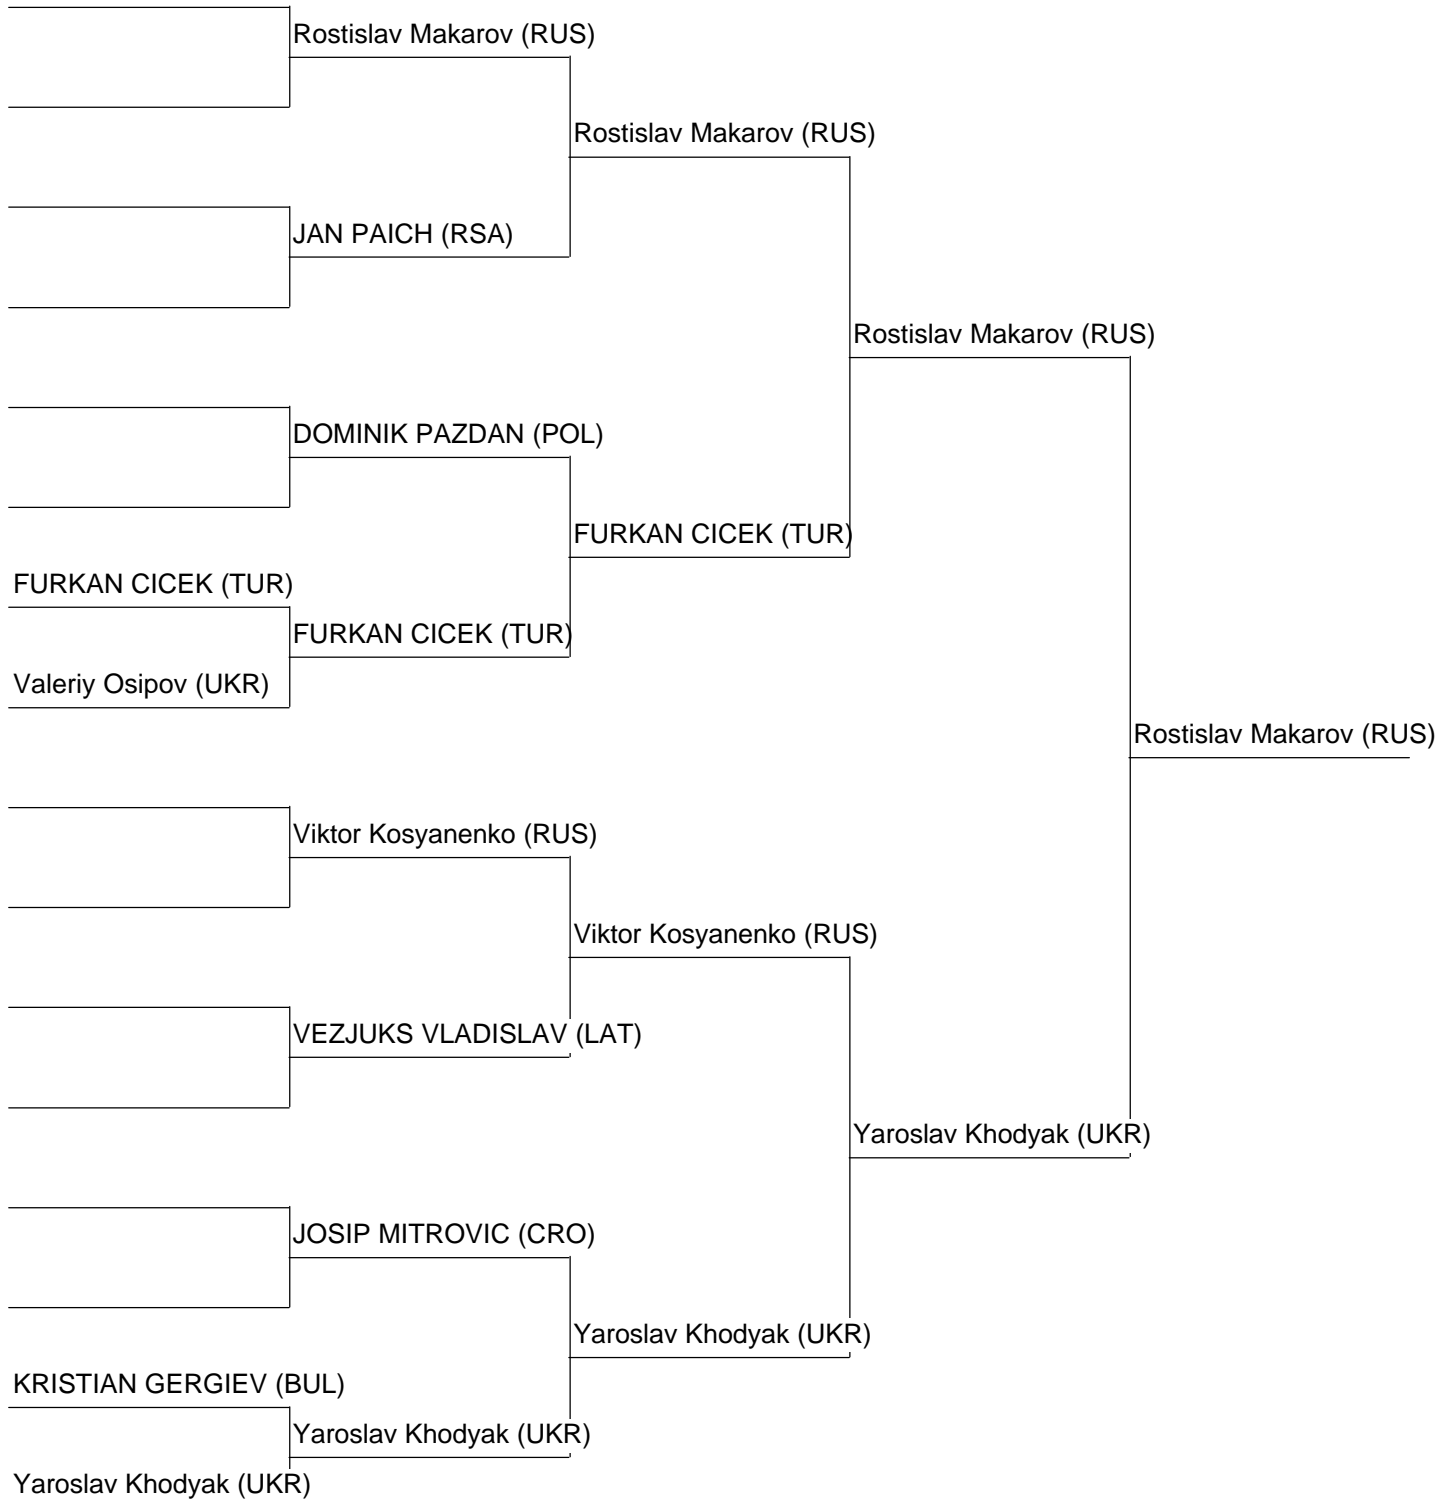 Rostislav Makarov (RUS)
Rostislav Makarov (RUS)
JAN PAICH (RSA)
Rostislav Makarov (RUS)
DOMINIK PAZDAN (POL)
FURKAN CICEK (TUR)
FURKAN CICEK (TUR)
FURKAN CICEK (TUR)
Valeriy Osipov (UKR)
Rostislav Makarov (RUS)
Viktor Kosyanenko (RUS)
Viktor Kosyanenko (RUS)
VEZJUKS VLADISLAV (LAT)
Yaroslav Khodyak (UKR)
JOSIP MITROVIC (CRO)
Yaroslav Khodyak (UKR)
KRISTIAN GERGIEV (BUL)
Yaroslav Khodyak (UKR)
Yaroslav Khodyak (UKR)